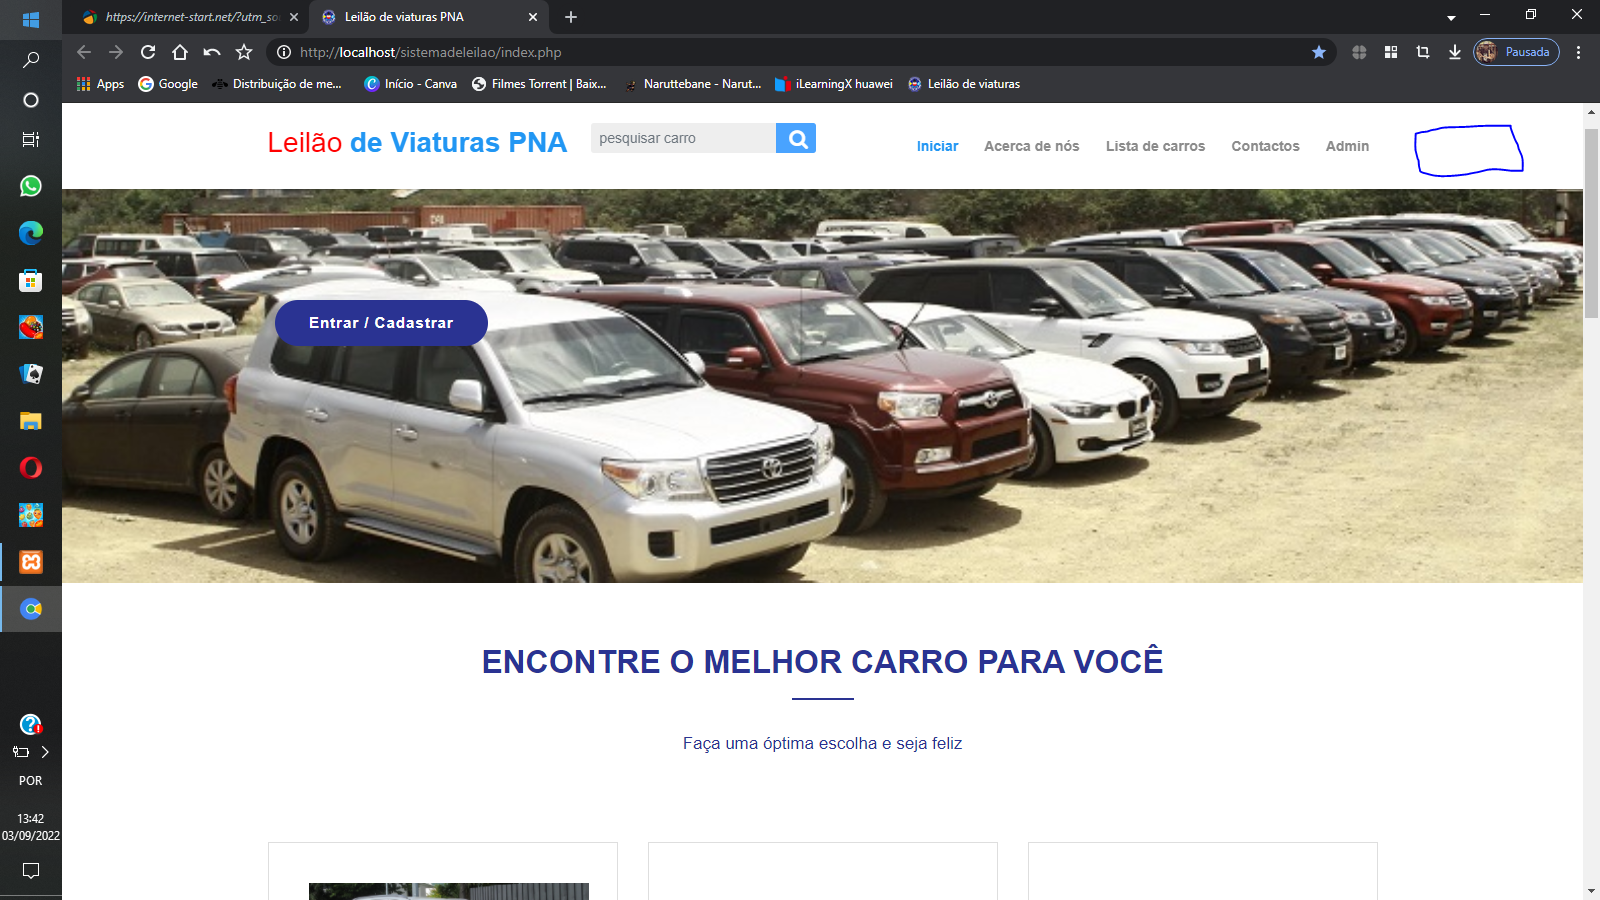 https://internet-start.net/?utm_so
Leilão de viaturas PNA
http://localhost/sistemadeleilao/index.php
Pausada
Apps
Google
Distribuição de me...
Início - Canva
Filmes Torrent | Baix...
Naruttebane - Narut...
iLearningX huawei
Leilão de viaturas
Leilão de Viaturas PNA
pesquisar carro
Iniciar
Acerca de nós
Lista de carros
Contactos
Admin
Entrar / Cadastrar
ENCONTRE O MELHOR CARRO PARA VOCÊ
Faça uma óptima escolha e seja feliz
POR
13:42
03/09/2022